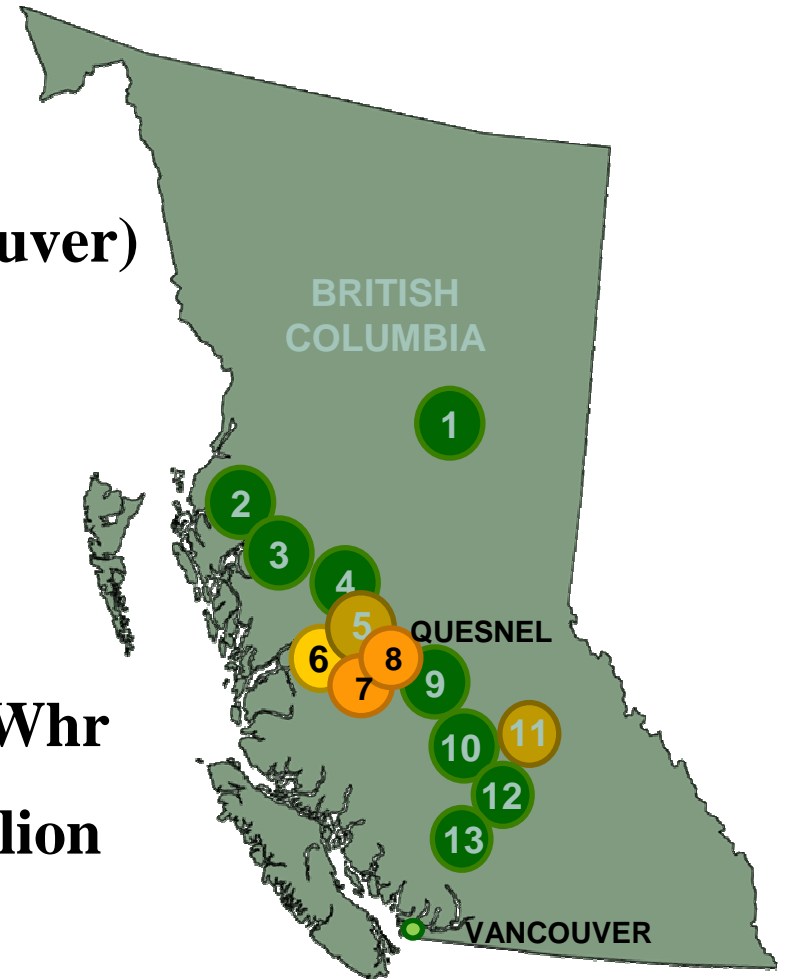 uver)
BRITISH
COLUMBIA
1
2
3
4
5
QUESNEL
6
8
7
9
Whr
11
10
12
lion
13
VANCOUVER